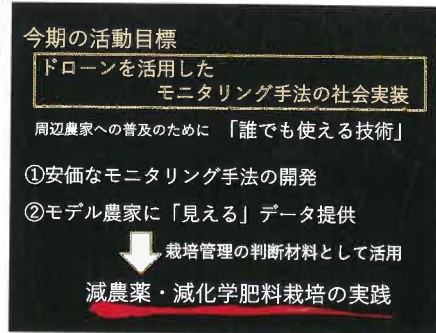 今期の活動目標
ドローンを活用した
モニタリング手法の社会実装
周辺農家への普及のために 「誰でも使える技術」
①安価なモニタリング手法の開発
②モデル農家に「見える」データ提供
栽培管理の判断材料として活用
減農薬・減化学肥料栽培の実践